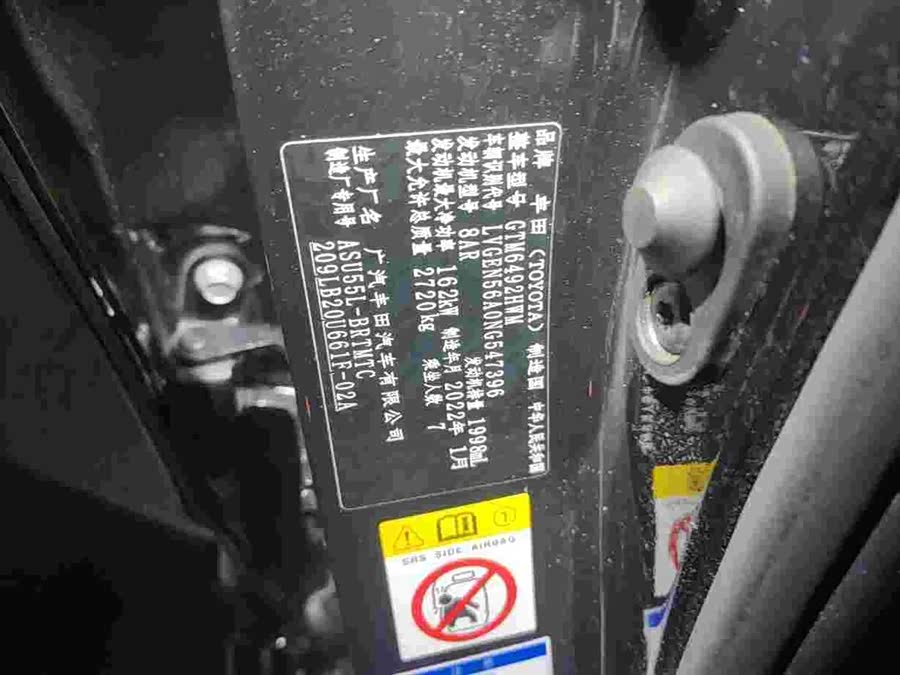 品牌 丰田(TOYOTA) 制造国 中华人民共和国
整车型号 GTM6492HWM
车辆识别代号 LVGEN56A0NG547396
发动机型号 8AR 发动机排量 1998mL
发动机最大净功率 162kW 制造年月 2022年 1月
最大允许总质量 2720kg 乘坐人数 7
生产厂名 广汽丰田汽车有限公司
制造厂专用号 ASU55L-BRTMTC
209LB20U661F-02A
SRS SIDE AIRBAG